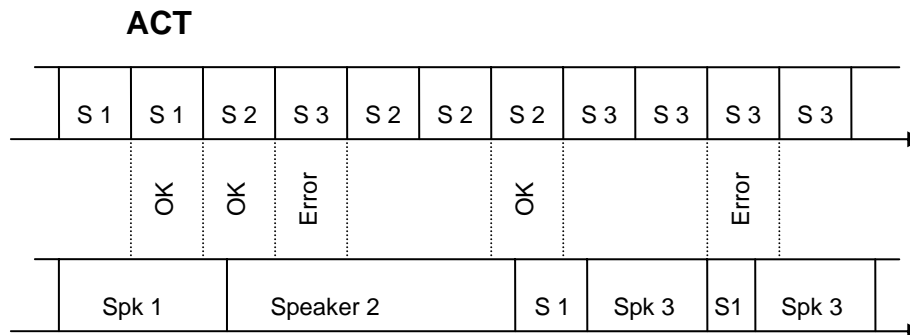 ACT
S 1 S 1 S 2 S 3 S 2 S 2 S 2 S 3 S 3 S 3 S 3
OK OK Error OK Error
Spk 1 Speaker 2 S 1 Spk 3 S1 Spk 3